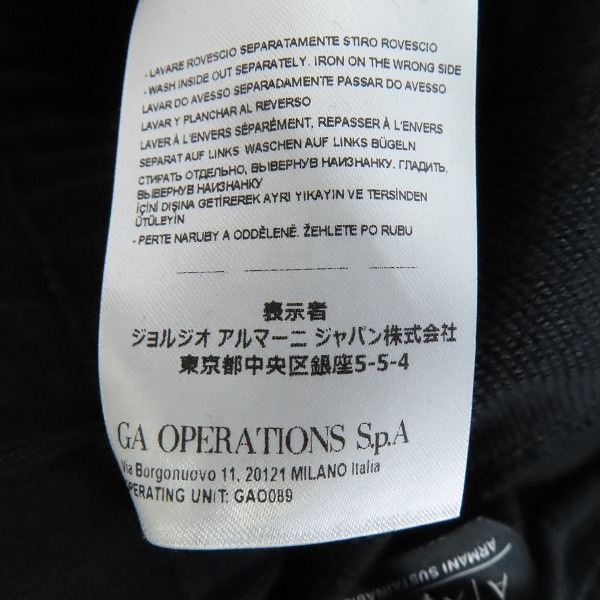 - LAVARE ROVESCIO SEPARATAMENTE STIRO ROVESCIO
- WASH INSIDE OUT SEPARATELY. IRON ON THE WRONG SIDE
LAVAR DO AVESSO SEPARADAMENTE PASSAR DO AVESSO
LAVAR Y PLANCHAR AL REVERSO
LAVER À L'ENVERS SÉPARÉMENT, REPASSER À L'ENVERS
SEPARAT AUF LINKS WASCHEN AUF LINKS BÜGELN
СТИРАТЬ ОТДЕЛЬНО, ВЫВЕРНУВ НАИЗНАНКУ. ГЛАДИТЬ,
ВЫВЕРНУВ НАИЗНАНКУ
İÇİNİ DIŞINA GETİREREK AYRI YIKAYIN VE TERSİNDEN
ÜTÜLEYİN
- PERTE NARUBY A ODDĚLENĚ. ŽEHLETE PO RUBU
表示者
ジョルジオ アルマーニ ジャパン株式会社
東京都中央区銀座5-5-4
GA OPERATIONS S.p.A
Via Borgonuovo 11, 20121 MILANO Italia
OPERATING UNIT: GAO089
ARMANI